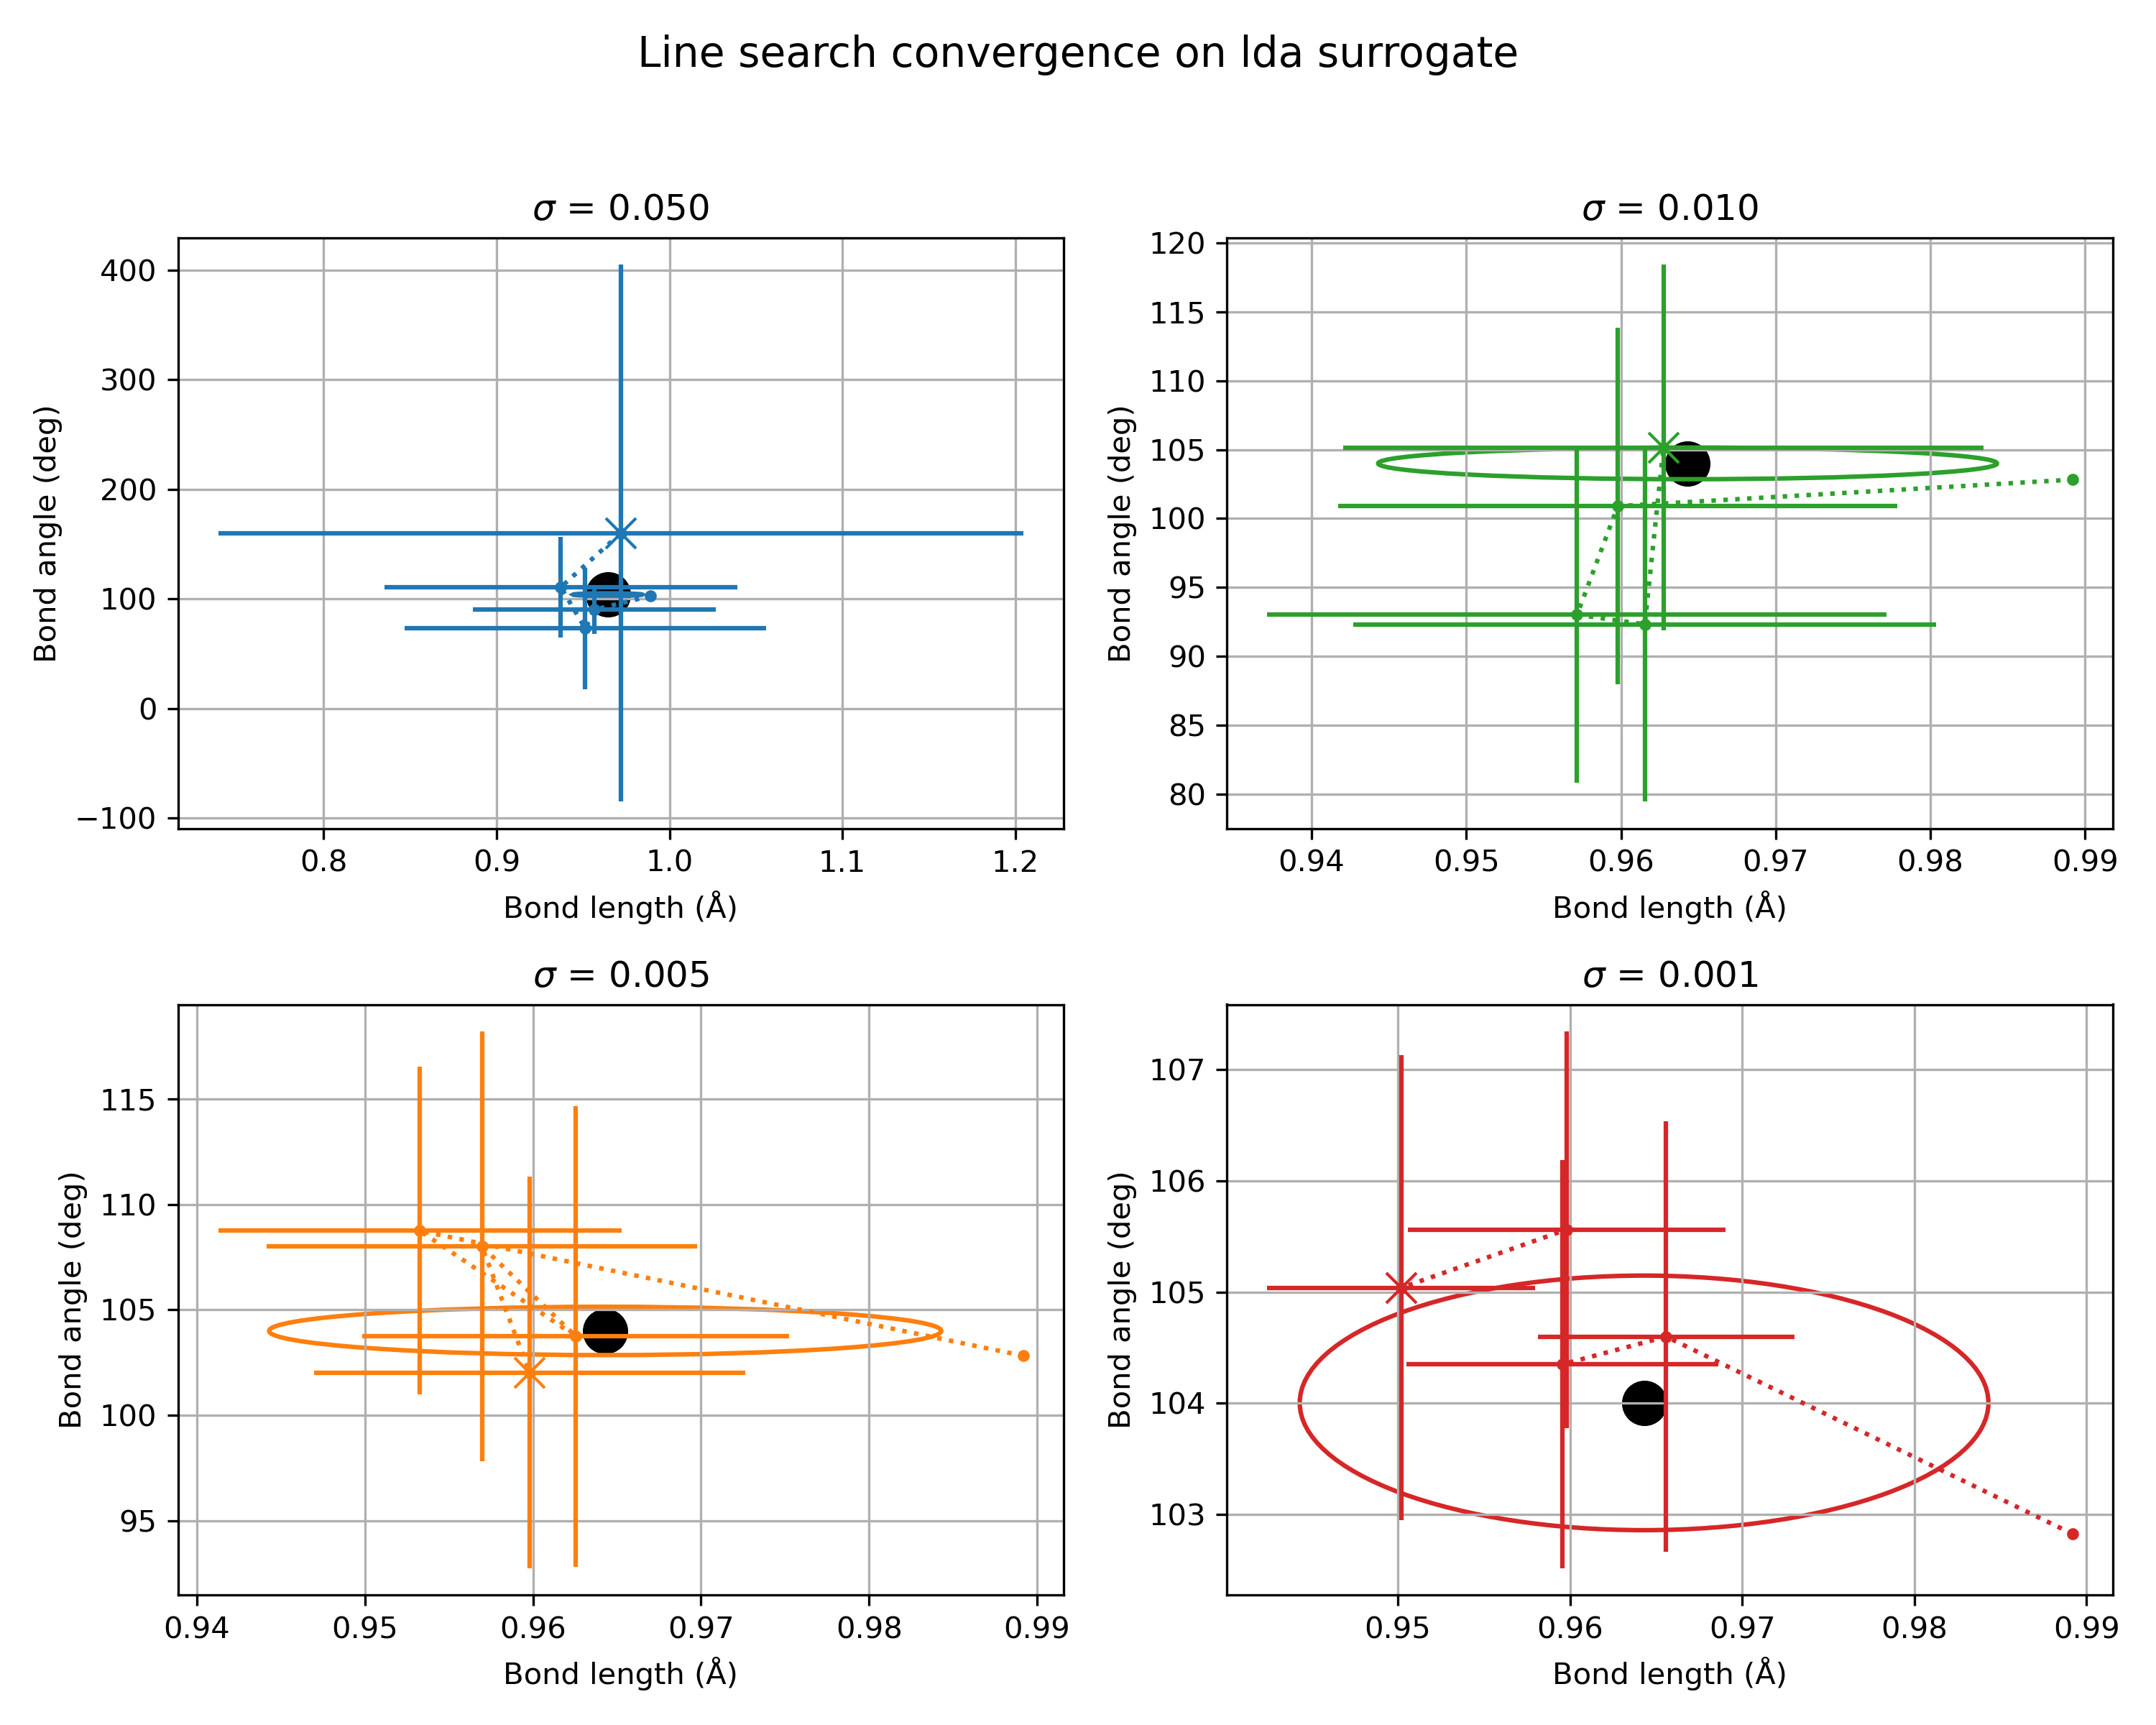 Line search convergence on lda surrogate
σ = 0.050
400
300
200
100
0
−100
Bond angle (deg)
0.8 0.9 1.0 1.1 1.2
Bond length (Å)
σ = 0.010
120
115
110
105
100
95
90
85
80
Bond angle (deg)
0.94 0.95 0.96 0.97 0.98 0.99
Bond length (Å)
σ = 0.005
115
110
105
100
95
Bond angle (deg)
0.94 0.95 0.96 0.97 0.98 0.99
Bond length (Å)
σ = 0.001
107
106
105
104
103
Bond angle (deg)
0.95 0.96 0.97 0.98 0.99
Bond length (Å)